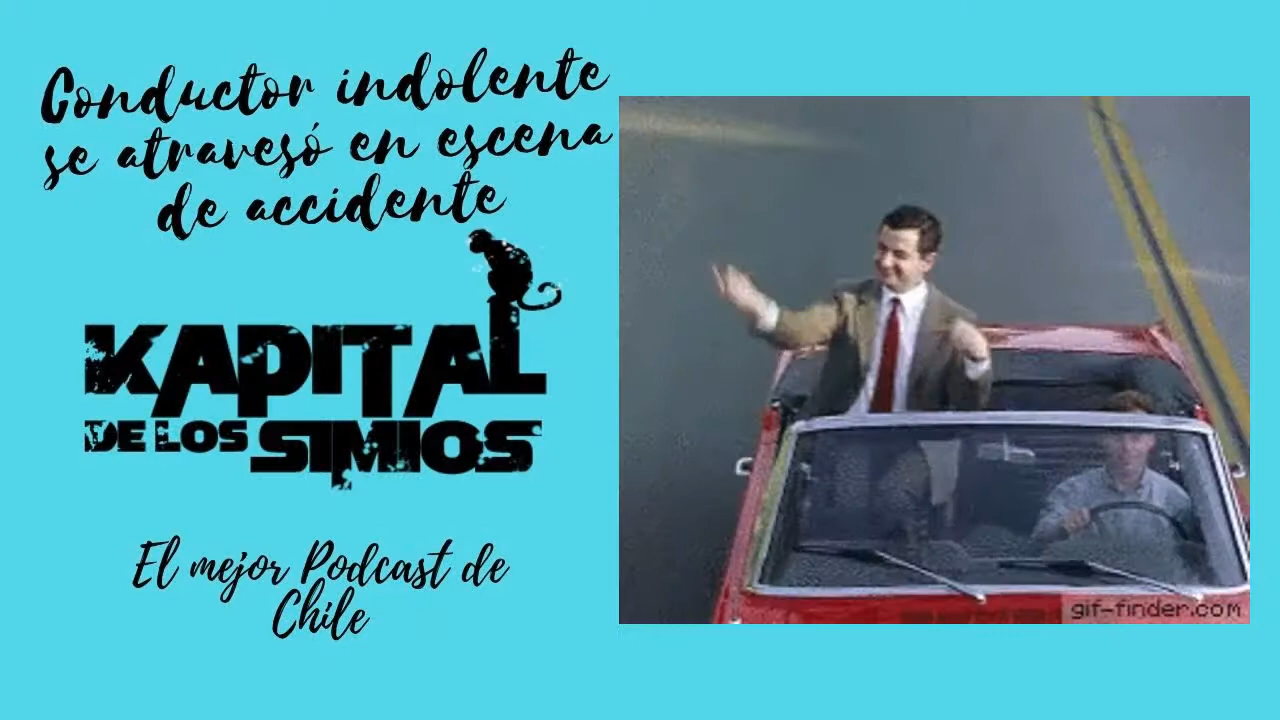 Conductor indolente
se atravesó en escena
de accidente
KAPITAL
DE LOS SIMIOS
El mejor Podcast de
Chile
gif-finder.com